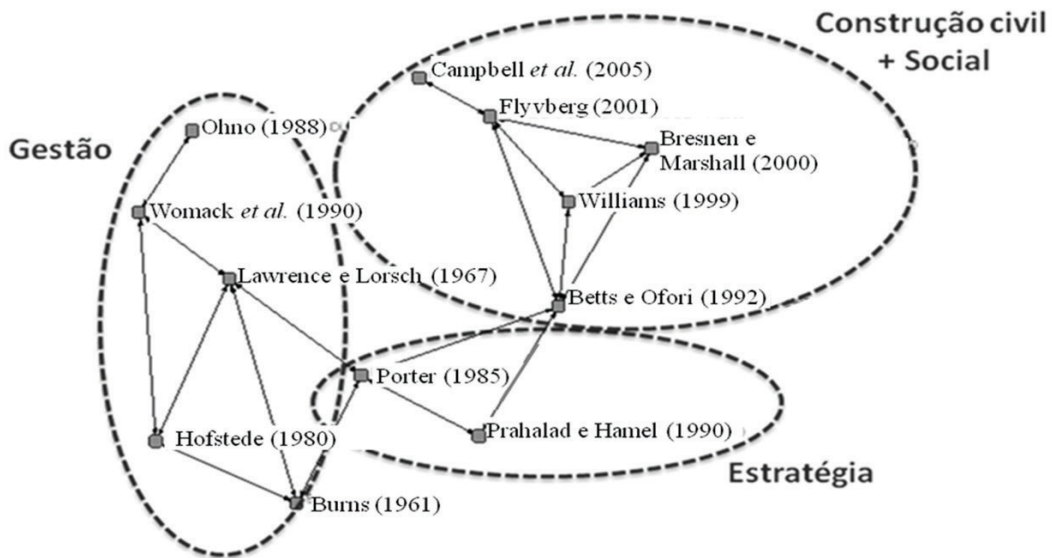 Construção civil
+ Social
Campbell et al. (2005)
Flyvberg (2001)
Ohno (1988)
Gestão
Bresnen e
Marshall (2000)
Womack et al. (1990)
Williams (1999)
Lawrence e Lorsch (1967)
Betts e Ofori (1992)
Porter (1985)
Hofstede (1980)
Prahalad e Hamel (1990)
Estratégia
Burns (1961)